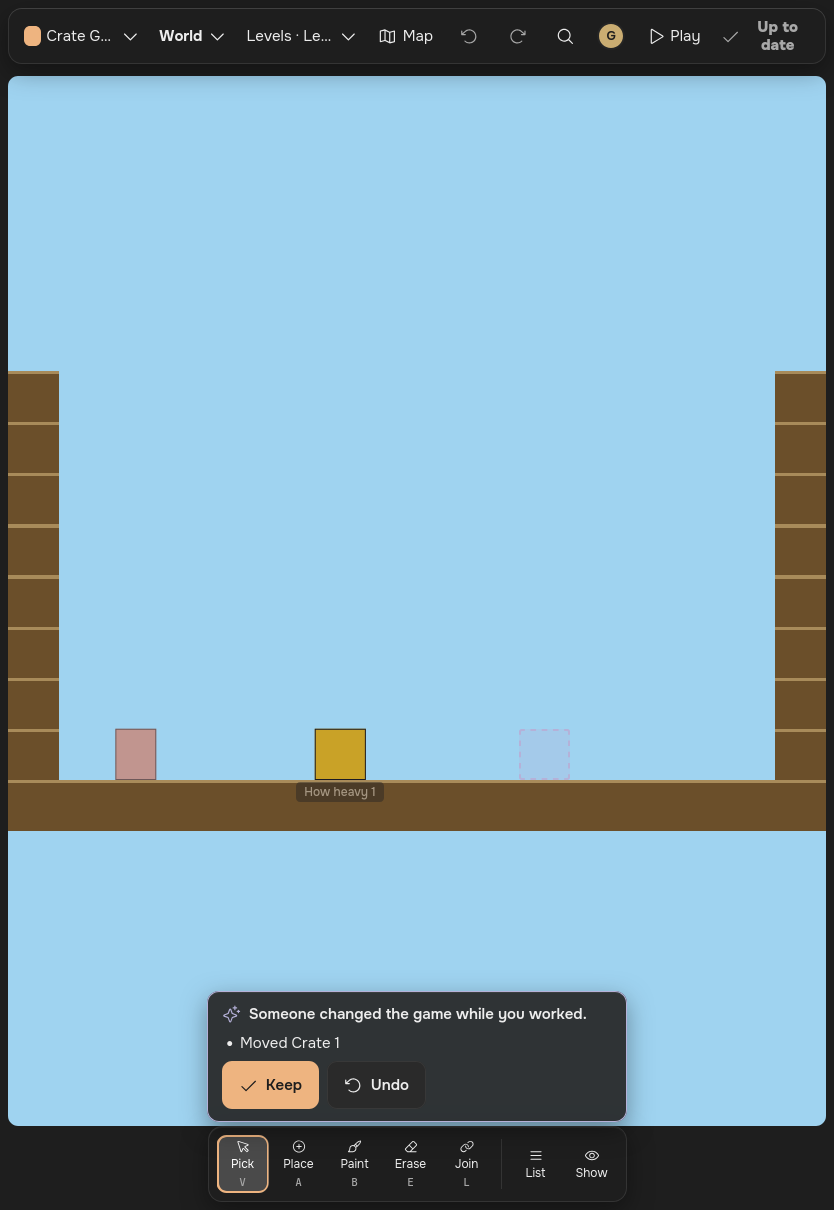 Crate G...
World
Levels · Le...
Map
G
Play
Up to
date
How heavy 1
Someone changed the game while you worked.
• Moved Crate 1
Keep
Undo
Pick
V
Place
A
Paint
B
Erase
E
Join
L
List
Show